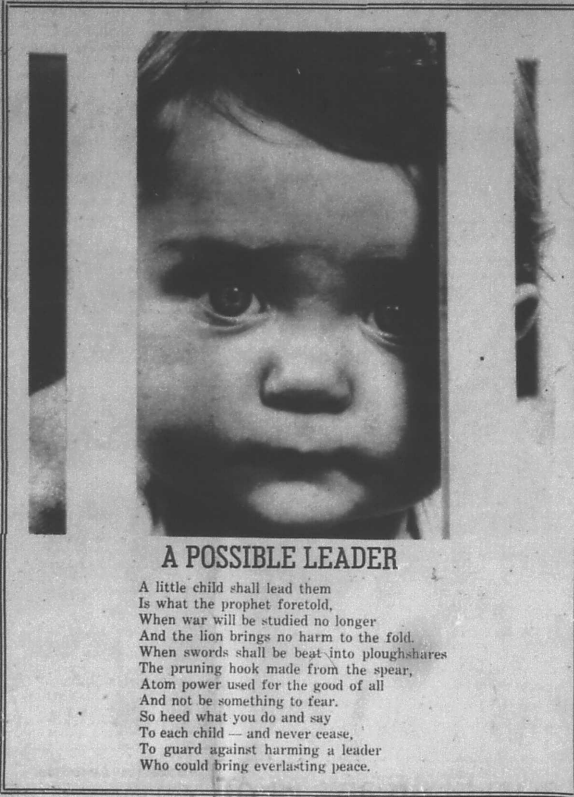 A POSSIBLE LEADER
A little child shall lead them
Is what the prophet foretold,
When war will be studied no longer
And the lion brings no harm to the fold.
When swords shall be beat into ploughshares
The pruning hook made from the spear,
Atom power used for the good of all
And not be something to fear.
So heed what you do and say
To each child — and never cease,
To guard against harming a leader
Who could bring everlasting peace.